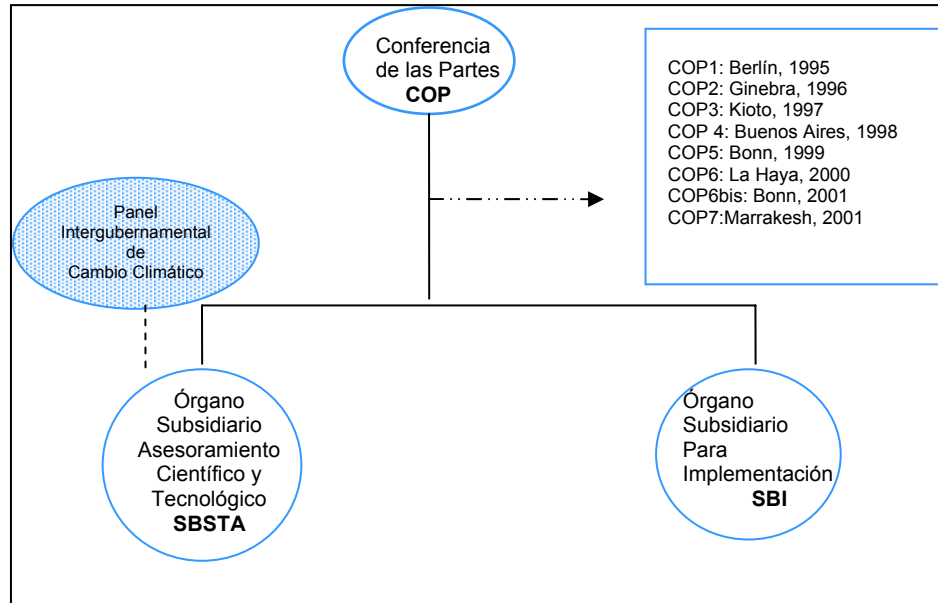 Conferencia
de las Partes
COP
COP1: Berlín, 1995
COP2: Ginebra, 1996
COP3: Kioto, 1997
COP 4: Buenos Aires, 1998
COP5: Bonn, 1999
COP6: La Haya, 2000
COP6bis: Bonn, 2001
COP7:Marrakesh, 2001
Panel
Intergubernamental
de
Cambio Climático
Órgano
Subsidiario
Asesoramiento
Científico y
Tecnológico
SBSTA
Órgano
Subsidiario
Para
Implementación
SBI